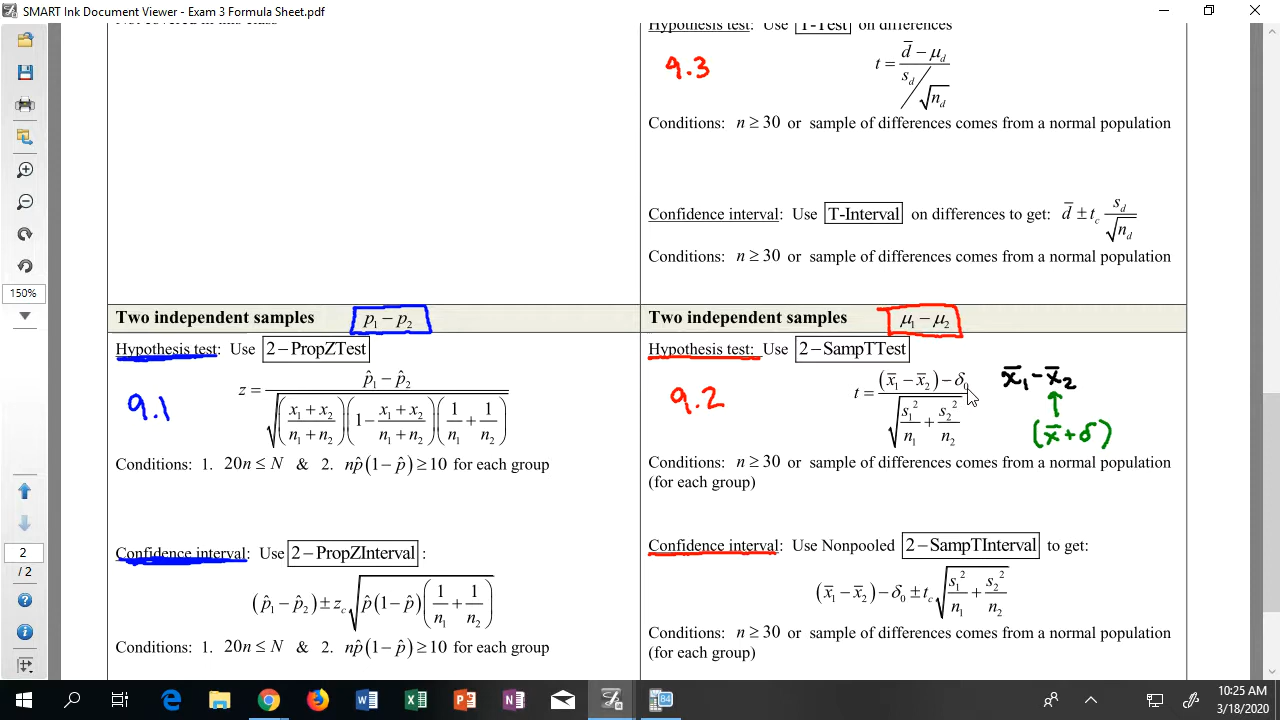 SMART Ink Document Viewer - Exam 3 Formula Sheet.pdf
Hypothesis test: Use T-Test on differences
9.3
t = (d̄ − μ_d) / (s_d / √n_d)
Conditions: n ≥ 30 or sample of differences comes from a normal population
Confidence interval: Use T-Interval on differences to get: d̄ ± t_c s_d / √n_d
Conditions: n ≥ 30 or sample of differences comes from a normal population
150%
Two independent samples p₁ − p₂
Hypothesis test: Use 2−PropZTest
9.1
z = (p̂₁ − p̂₂) / √( ((x₁ + x₂)/(n₁ + n₂)) (1 − (x₁ + x₂)/(n₁ + n₂)) (1/n₁ + 1/n₂) )
Conditions: 1. 20n ≤ N & 2. np̂(1 − p̂) ≥ 10 for each group
Confidence interval: Use 2−PropZInterval :
(p̂₁ − p̂₂) ± z_c √( p̂(1 − p̂) (1/n₁ + 1/n₂) )
Conditions: 1. 20n ≤ N & 2. np̂(1 − p̂) ≥ 10 for each group
Two independent samples μ₁ − μ₂
Hypothesis test: Use 2−SampTTest
9.2
t = ((x̄₁ − x̄₂) − δ₀) / √( s₁²/n₁ + s₂²/n₂ )
x̄₁ − x̄₂
(x̄ + δ)
Conditions: n ≥ 30 or sample of differences comes from a normal population
(for each group)
Confidence interval: Use Nonpooled 2−SampTInterval to get:
(x̄₁ − x̄₂) − δ₀ ± t_c √( s₁²/n₁ + s₂²/n₂ )
Conditions: n ≥ 30 or sample of differences comes from a normal population
(for each group)
2
/ 2
10:25 AM
3/18/2020